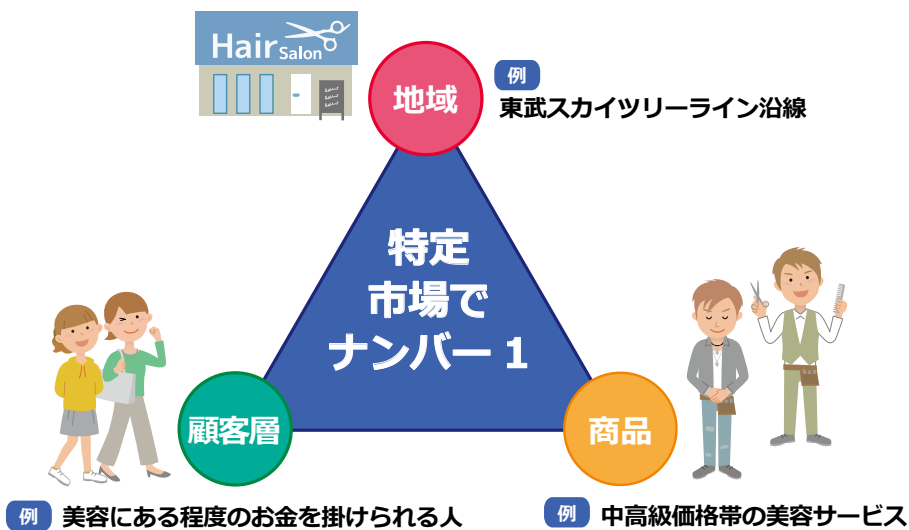 Hair Salon
地域
例
東武スカイツリーライン沿線
特定
市場で
ナンバー1
顧客層
商品
例 美容にある程度のお金を掛けられる人
例 中高級価格帯の美容サービス